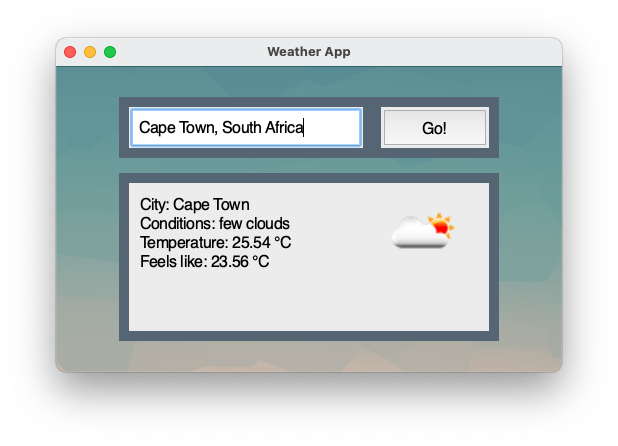 Weather App
Cape Town, South Africa
Go!
City: Cape Town
Conditions: few clouds
Temperature: 25.54 °C
Feels like: 23.56 °C